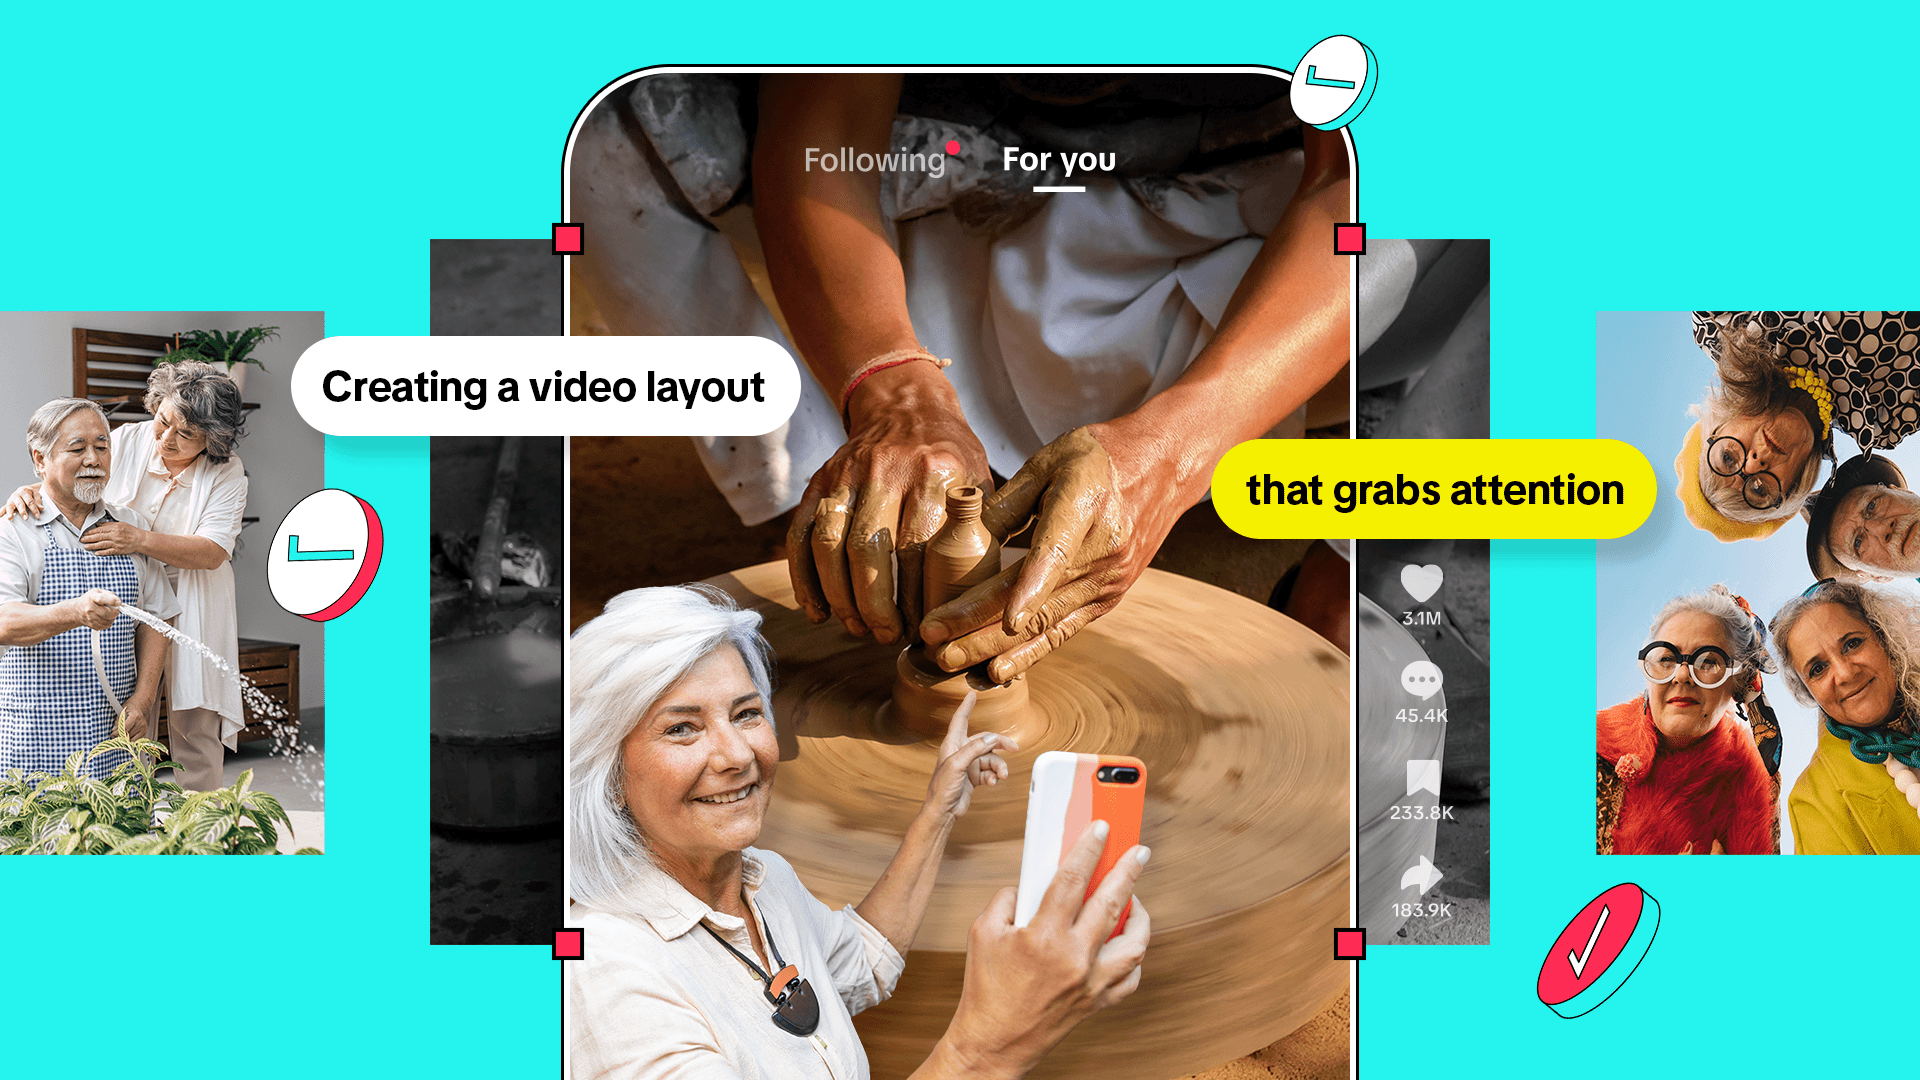 Following
For you
Creating a video layout
that grabs attention
3.1M
45.4K
233.8K
183.9K